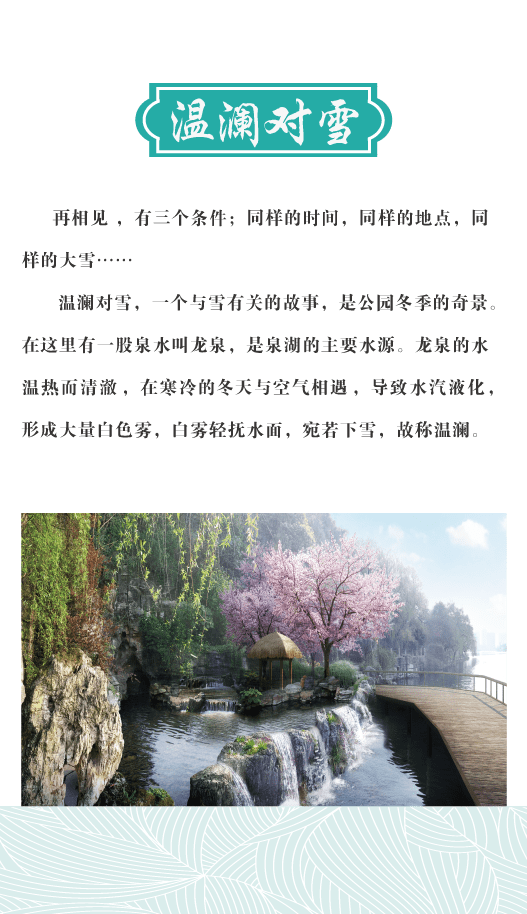 温澜对雪
再相见 ，有三个条件；同样的时间，同样的地点，同
样的大雪……
温澜对雪，一个与雪有关的故事，是公园冬季的奇景。
在这里有一股泉水叫龙泉，是泉湖的主要水源。龙泉的水
温热而清澈 ，在寒冷的冬天与空气相遇 ，导致水汽液化，
形成大量白色雾，白雾轻抚水面，宛若下雪，故称温澜。